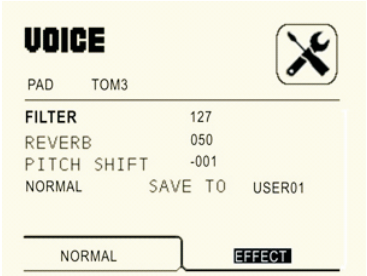 VOICE
PAD TOM3
FILTER 127
REVERB 050
PITCH SHIFT -001
NORMAL SAVE TO USER01
NORMAL EFFECT